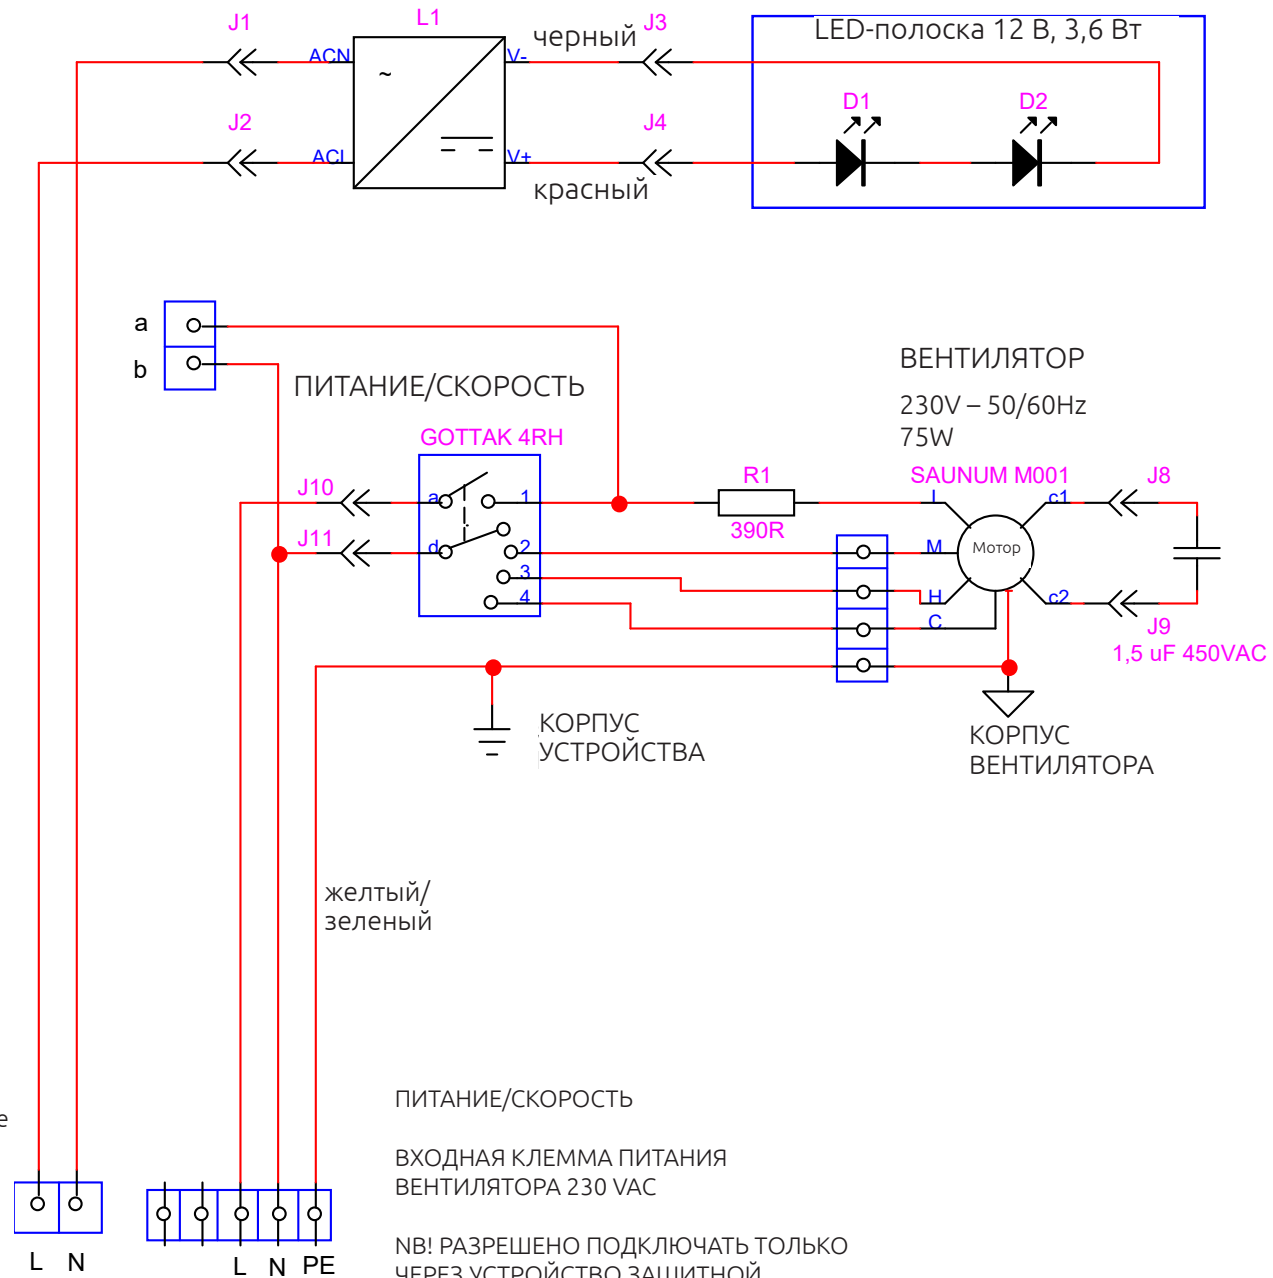 J1
L1
черный
J3
LED-полоска 12 В, 3,6 Вт
ACN
V-
~
J2
J4
D1
D2
ACL
V+
красный
a
b
ПИТАНИЕ/СКОРОСТЬ
ВЕНТИЛЯТОР
230V – 50/60Hz
75W
GOTTAK 4RH
J10
R1
SAUNUM M001
J8
a
1
L
c1
390R
J11
d
2
M
Мотор
3
4
H
c2
C
J9
1,5 uF 450VAC
КОРПУС
УСТРОЙСТВА
КОРПУС
ВЕНТИЛЯТОРА
желтый/
зеленый
е
ПИТАНИЕ/СКОРОСТЬ
ВХОДНАЯ КЛЕММА ПИТАНИЯ
ВЕНТИЛЯТОРА 230 VAC
NB! РАЗРЕШЕНО ПОДКЛЮЧАТЬ ТОЛЬКО
ЧЕРЕЗ УСТРОЙСТВО ЗАЩИТНОЙ
L N
L N PE